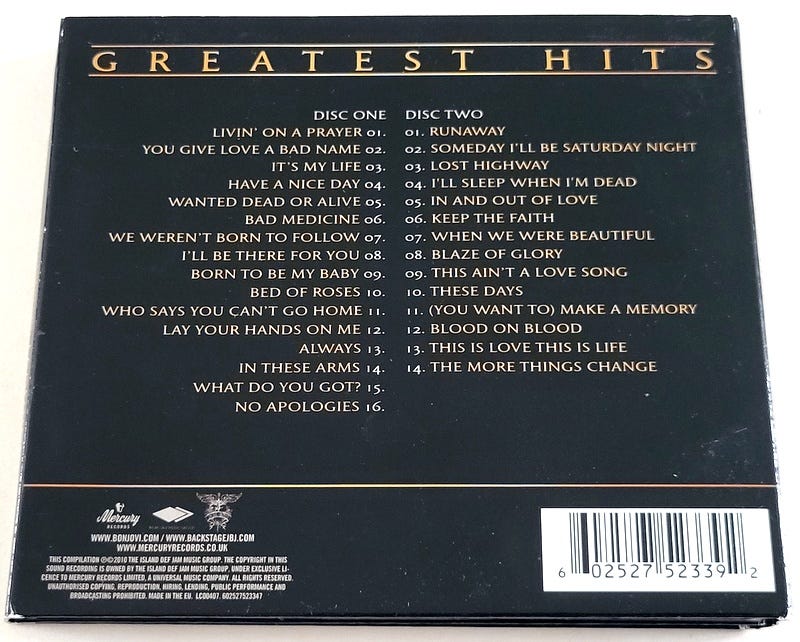 GREATEST HITS
DISC ONE
LIVIN' ON A PRAYER 01.
YOU GIVE LOVE A BAD NAME 02.
IT'S MY LIFE 03.
HAVE A NICE DAY 04.
WANTED DEAD OR ALIVE 05.
BAD MEDICINE 06.
WE WEREN'T BORN TO FOLLOW 07.
I'LL BE THERE FOR YOU 08.
BORN TO BE MY BABY 09.
BED OF ROSES 10.
WHO SAYS YOU CAN'T GO HOME 11.
LAY YOUR HANDS ON ME 12.
ALWAYS 13.
IN THESE ARMS 14.
WHAT DO YOU GOT? 15.
NO APOLOGIES 16.
DISC TWO
01. RUNAWAY
02. SOMEDAY I'LL BE SATURDAY NIGHT
03. LOST HIGHWAY
04. I'LL SLEEP WHEN I'M DEAD
05. IN AND OUT OF LOVE
06. KEEP THE FAITH
07. WHEN WE WERE BEAUTIFUL
08. BLAZE OF GLORY
09. THIS AIN'T A LOVE SONG
10. THESE DAYS
11. (YOU WANT TO) MAKE A MEMORY
12. BLOOD ON BLOOD
13. THIS IS LOVE THIS IS LIFE
14. THE MORE THINGS CHANGE
Mercury
RECORDS
WWW.BONJOVI.COM / WWW.BACKSTAGEJBJ.COM
WWW.MERCURYRECORDS.CO.UK
THIS COMPILATION ℗©2010 THE ISLAND DEF JAM MUSIC GROUP. THE COPYRIGHT IN THIS
SOUND RECORDING IS OWNED BY THE ISLAND DEF JAM MUSIC GROUP, UNDER EXCLUSIVE LI-
CENCE TO MERCURY RECORDS LIMITED, A UNIVERSAL MUSIC COMPANY. ALL RIGHTS RESERVED.
UNAUTHORISED COPYING, REPRODUCTION, HIRING, LENDING, PUBLIC PERFORMANCE AND
BROADCASTING PROHIBITED. MADE IN THE EU. LC00407. 602527523347
6 02527 52339 2